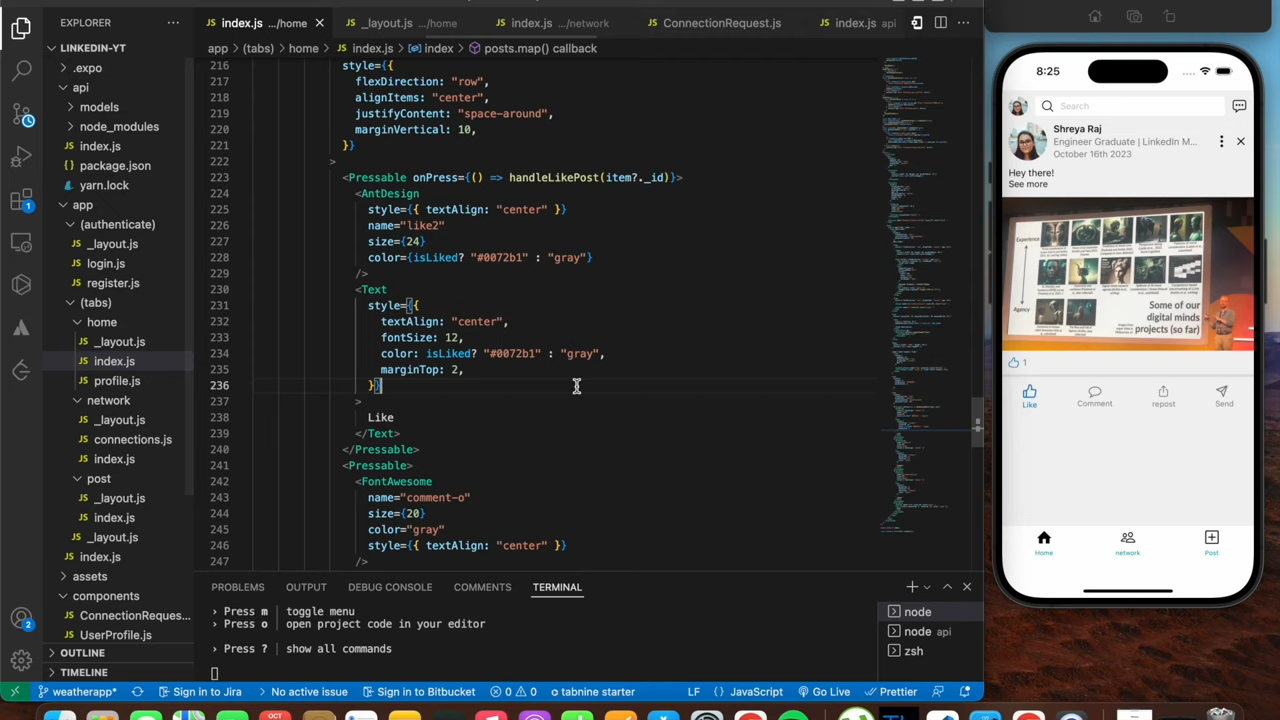 EXPLORER
LINKEDIN-YT
.expo
api
models
node_modules
index.js
package.json
yarn.lock
app
(authenticate)
_layout.js
login.js
register.js
(tabs)
home
_layout.js
index.js
profile.js
network
_layout.js
connections.js
index.js
post
_layout.js
index.js
_layout.js
index.js
assets
components
ConnectionReques...
UserProfile.js
OUTLINE
TIMELINE
1
2
index.js .../home
_layout.js .../home
index.js .../network
ConnectionRequest.js
index.js api
app > (tabs) > home > index.js > index > posts.map() callback
216 style={{
217 flexDirection: "row",
218 alignItems: "center",
219 justifyContent: "space-around",
220 marginVertical: 10,
221 }}
222 >
223 <Pressable onPress={() => handleLikePost(item?._id)}>
224 <AntDesign
225 style={{ textAlign: "center" }}
226 name="like2"
227 size={24}
228 color={isLiked? "#0072b1" : "gray"}
229 />
230 <Text
231 style={{
232 textAlign: "center",
233 fontSize: 12,
234 color: isLiked? "#0072b1" : "gray",
235 marginTop: 2,
236 }}
237 >
238 Like
239 </Text>
240 </Pressable>
241 <Pressable>
242 <FontAwesome
243 name="comment-o"
244 size={20}
245 color="gray"
246 style={{ textAlign: "center" }}
247 />
PROBLEMS OUTPUT DEBUG CONSOLE COMMENTS TERMINAL
› Press m | toggle menu
› Press o | open project code in your editor
› Press ? | show all commands
node
node api
zsh
weatherapp* Sign in to Jira No active issue Sign in to Bitbucket 0 0 tabnine starter LF {} JavaScript Go Live Prettier
8:25
Search
Shreya Raj
Engineer Graduate | LinkedIn M...
October 16th 2023
Hey there!
See more
Experience
Agency
Some of our
digital minds
projects (so far)
1
Like
Comment
repost
Send
Home
network
Post
OCT